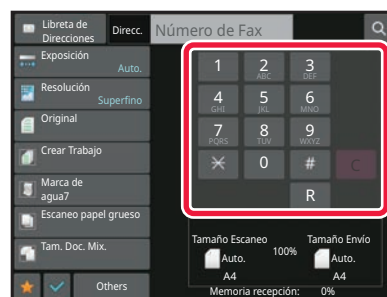 Libreta de
Direcciones
Direcc.
Número de Fax
Exposición
Auto.
Resolución
Superfino
Original
Crear Trabajo
Marca de
agua7
Escaneo papel grueso
Tam. Doc. Mix.
Others
1
2 ABC
3 DEF
4 GHI
5 JKL
6 MNO
7 PQRS
8 TUV
9 WXYZ
0
#
C
R
Tamaño Escaneo
Auto.
A4
100%
Tamaño Envío
Auto.
A4
Memoria recepción: 0%